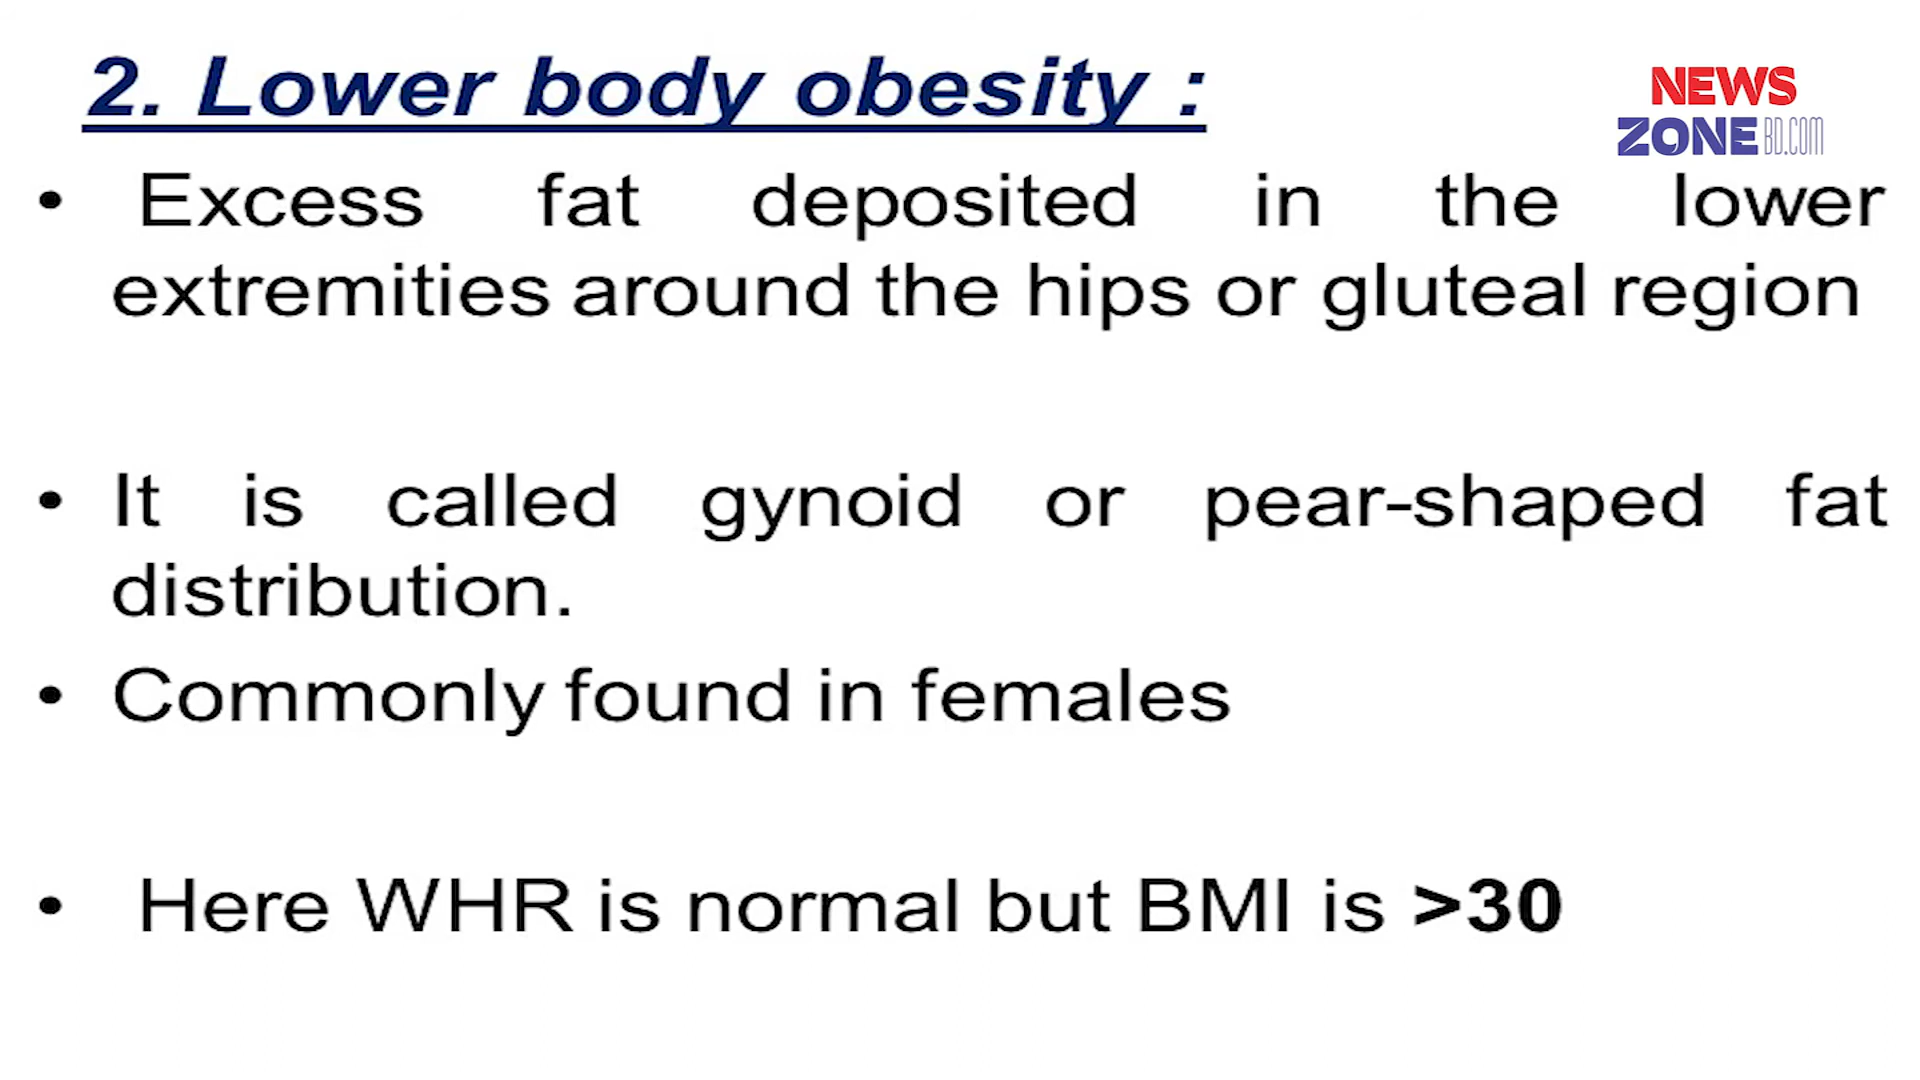 2. Lower body obesity :
NEWS
ZONE BD.COM
• Excess fat deposited in the lower
extremities around the hips or gluteal region
• It is called gynoid or pear-shaped fat
distribution.
• Commonly found in females
• Here WHR is normal but BMI is >30